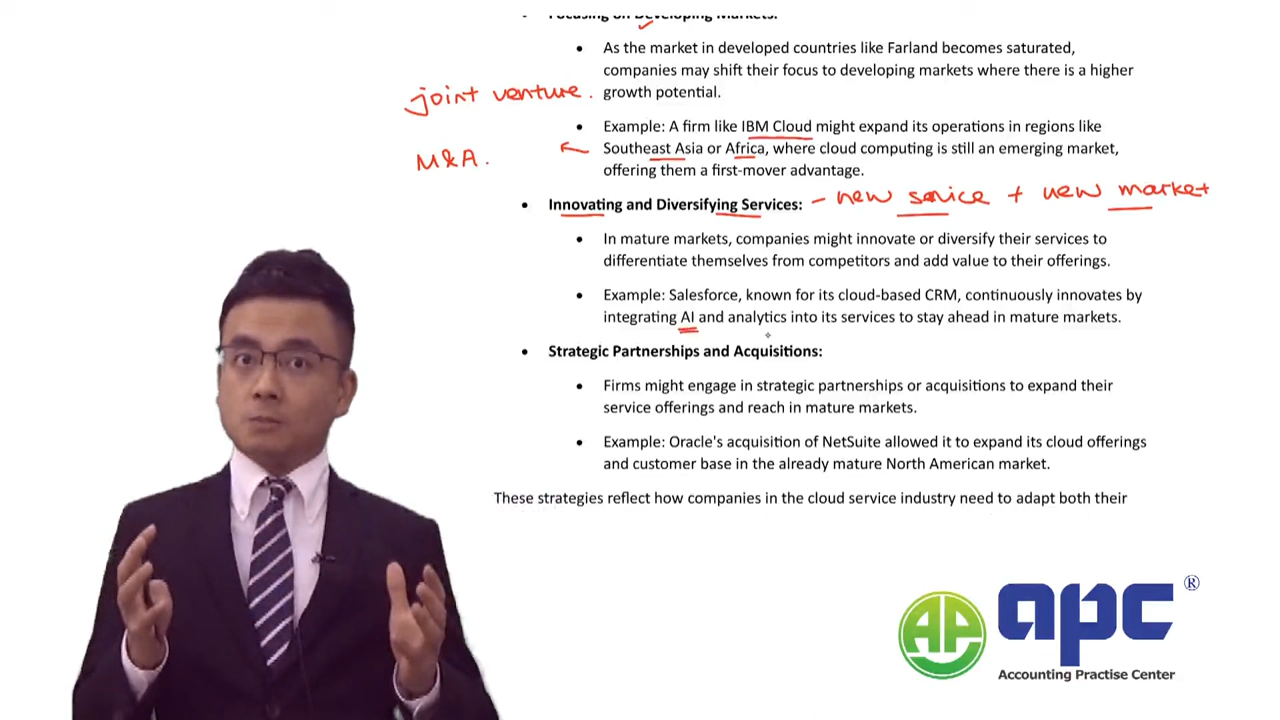 Focusing on Developing Markets:
As the market in developed countries like Farland becomes saturated,
companies may shift their focus to developing markets where there is a higher
growth potential.
joint venture.
Example: A firm like IBM Cloud might expand its operations in regions like
Southeast Asia or Africa, where cloud computing is still an emerging market,
offering them a first-mover advantage.
M&A.
Innovating and Diversifying Services: - new service + new market
In mature markets, companies might innovate or diversify their services to
differentiate themselves from competitors and add value to their offerings.
Example: Salesforce, known for its cloud-based CRM, continuously innovates by
integrating AI and analytics into its services to stay ahead in mature markets.
Strategic Partnerships and Acquisitions:
Firms might engage in strategic partnerships or acquisitions to expand their
service offerings and reach in mature markets.
Example: Oracle's acquisition of NetSuite allowed it to expand its cloud offerings
and customer base in the already mature North American market.
These strategies reflect how companies in the cloud service industry need to adapt both their
AP apc ®
Accounting Practise Center